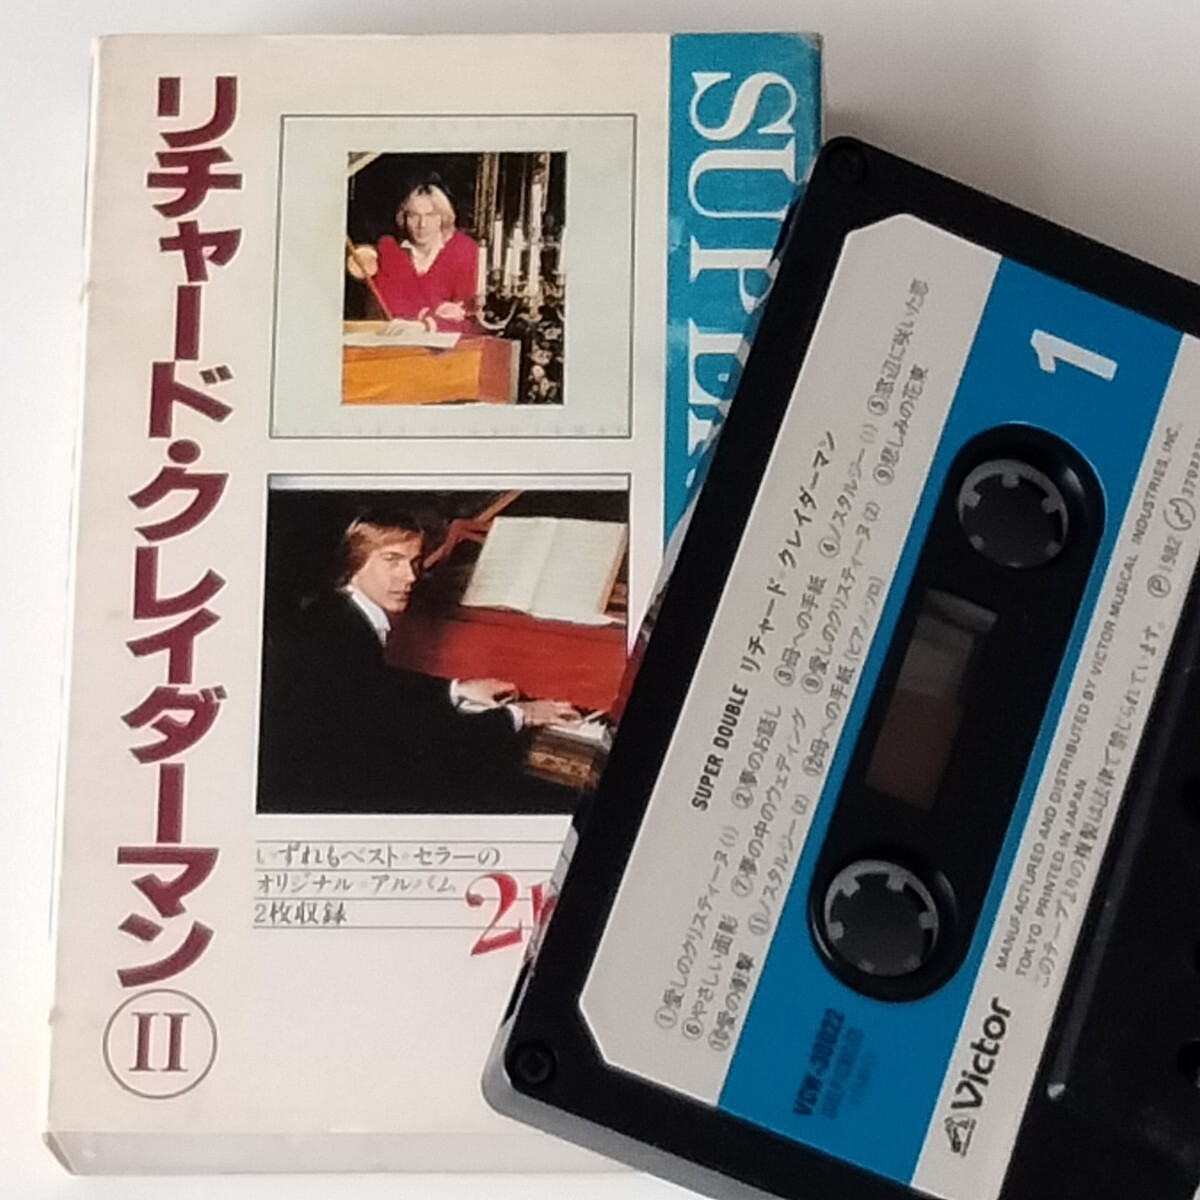 リチャード・クレイダーマン
II
SUPER
いずれもベスト・セラーの
オリジナル・アルバム
2枚収録
2
1
SUPER DOUBLE リチャード・クレイダーマン
①愛しのクリスティーヌ(1) ②夢のお話し ③母への手紙 ④ノスタルジー(1) ⑤窓辺に咲いた恋
⑥やさしい面影 ⑦夢の中のウェディング ⑧愛しのクリスティーヌ(2) ⑨悲しみの花束
⑩愛の衝撃 ⑪ノスタルジー(2) ⑫母への手紙(ピアノ・ソロ)
VCW-30022
Victor
MANUFACTURED AND DISTRIBUTED BY VICTOR MUSICAL INDUSTRIES, INC.
TOKYO PRINTED IN JAPAN ℗1982
このテープよりの複製は法律で禁じられています。